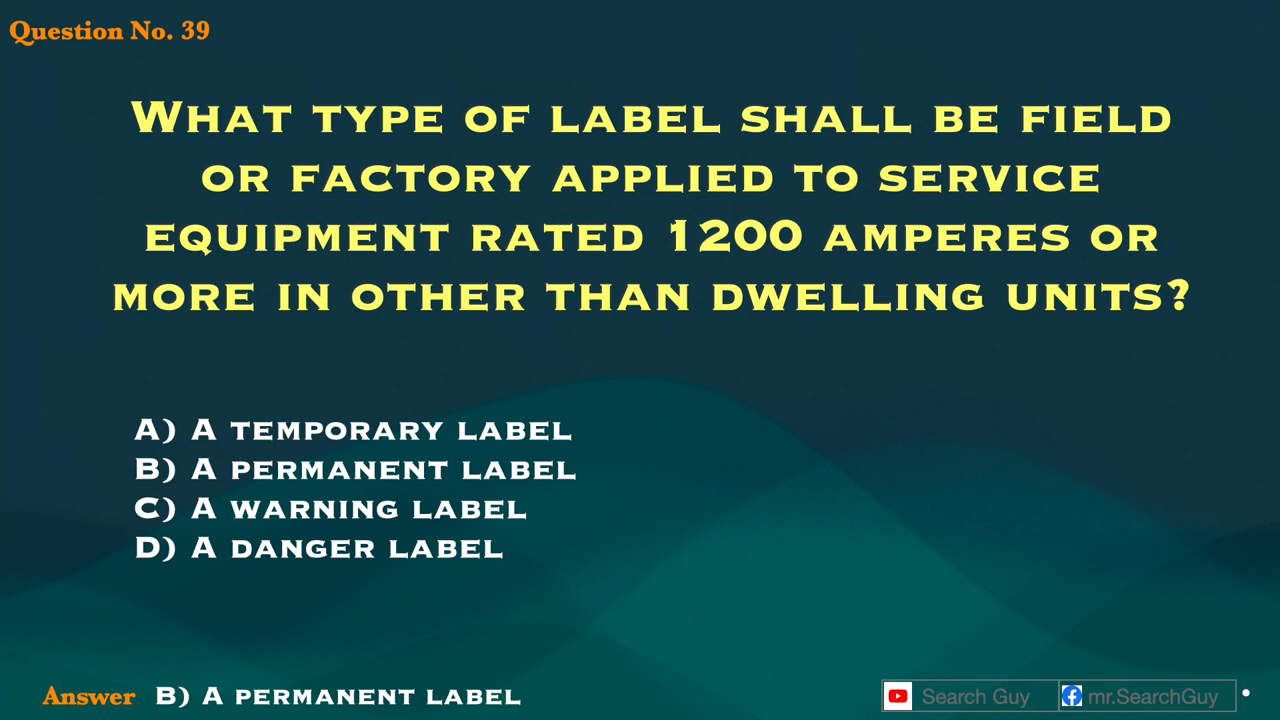 Question No. 39
What type of label shall be field
or factory applied to service
equipment rated 1200 amperes or
more in other than dwelling units?
A) A temporary label
B) A permanent label
C) A warning label
D) A danger label
Answer B) A permanent label
Search Guy mr.SearchGuy